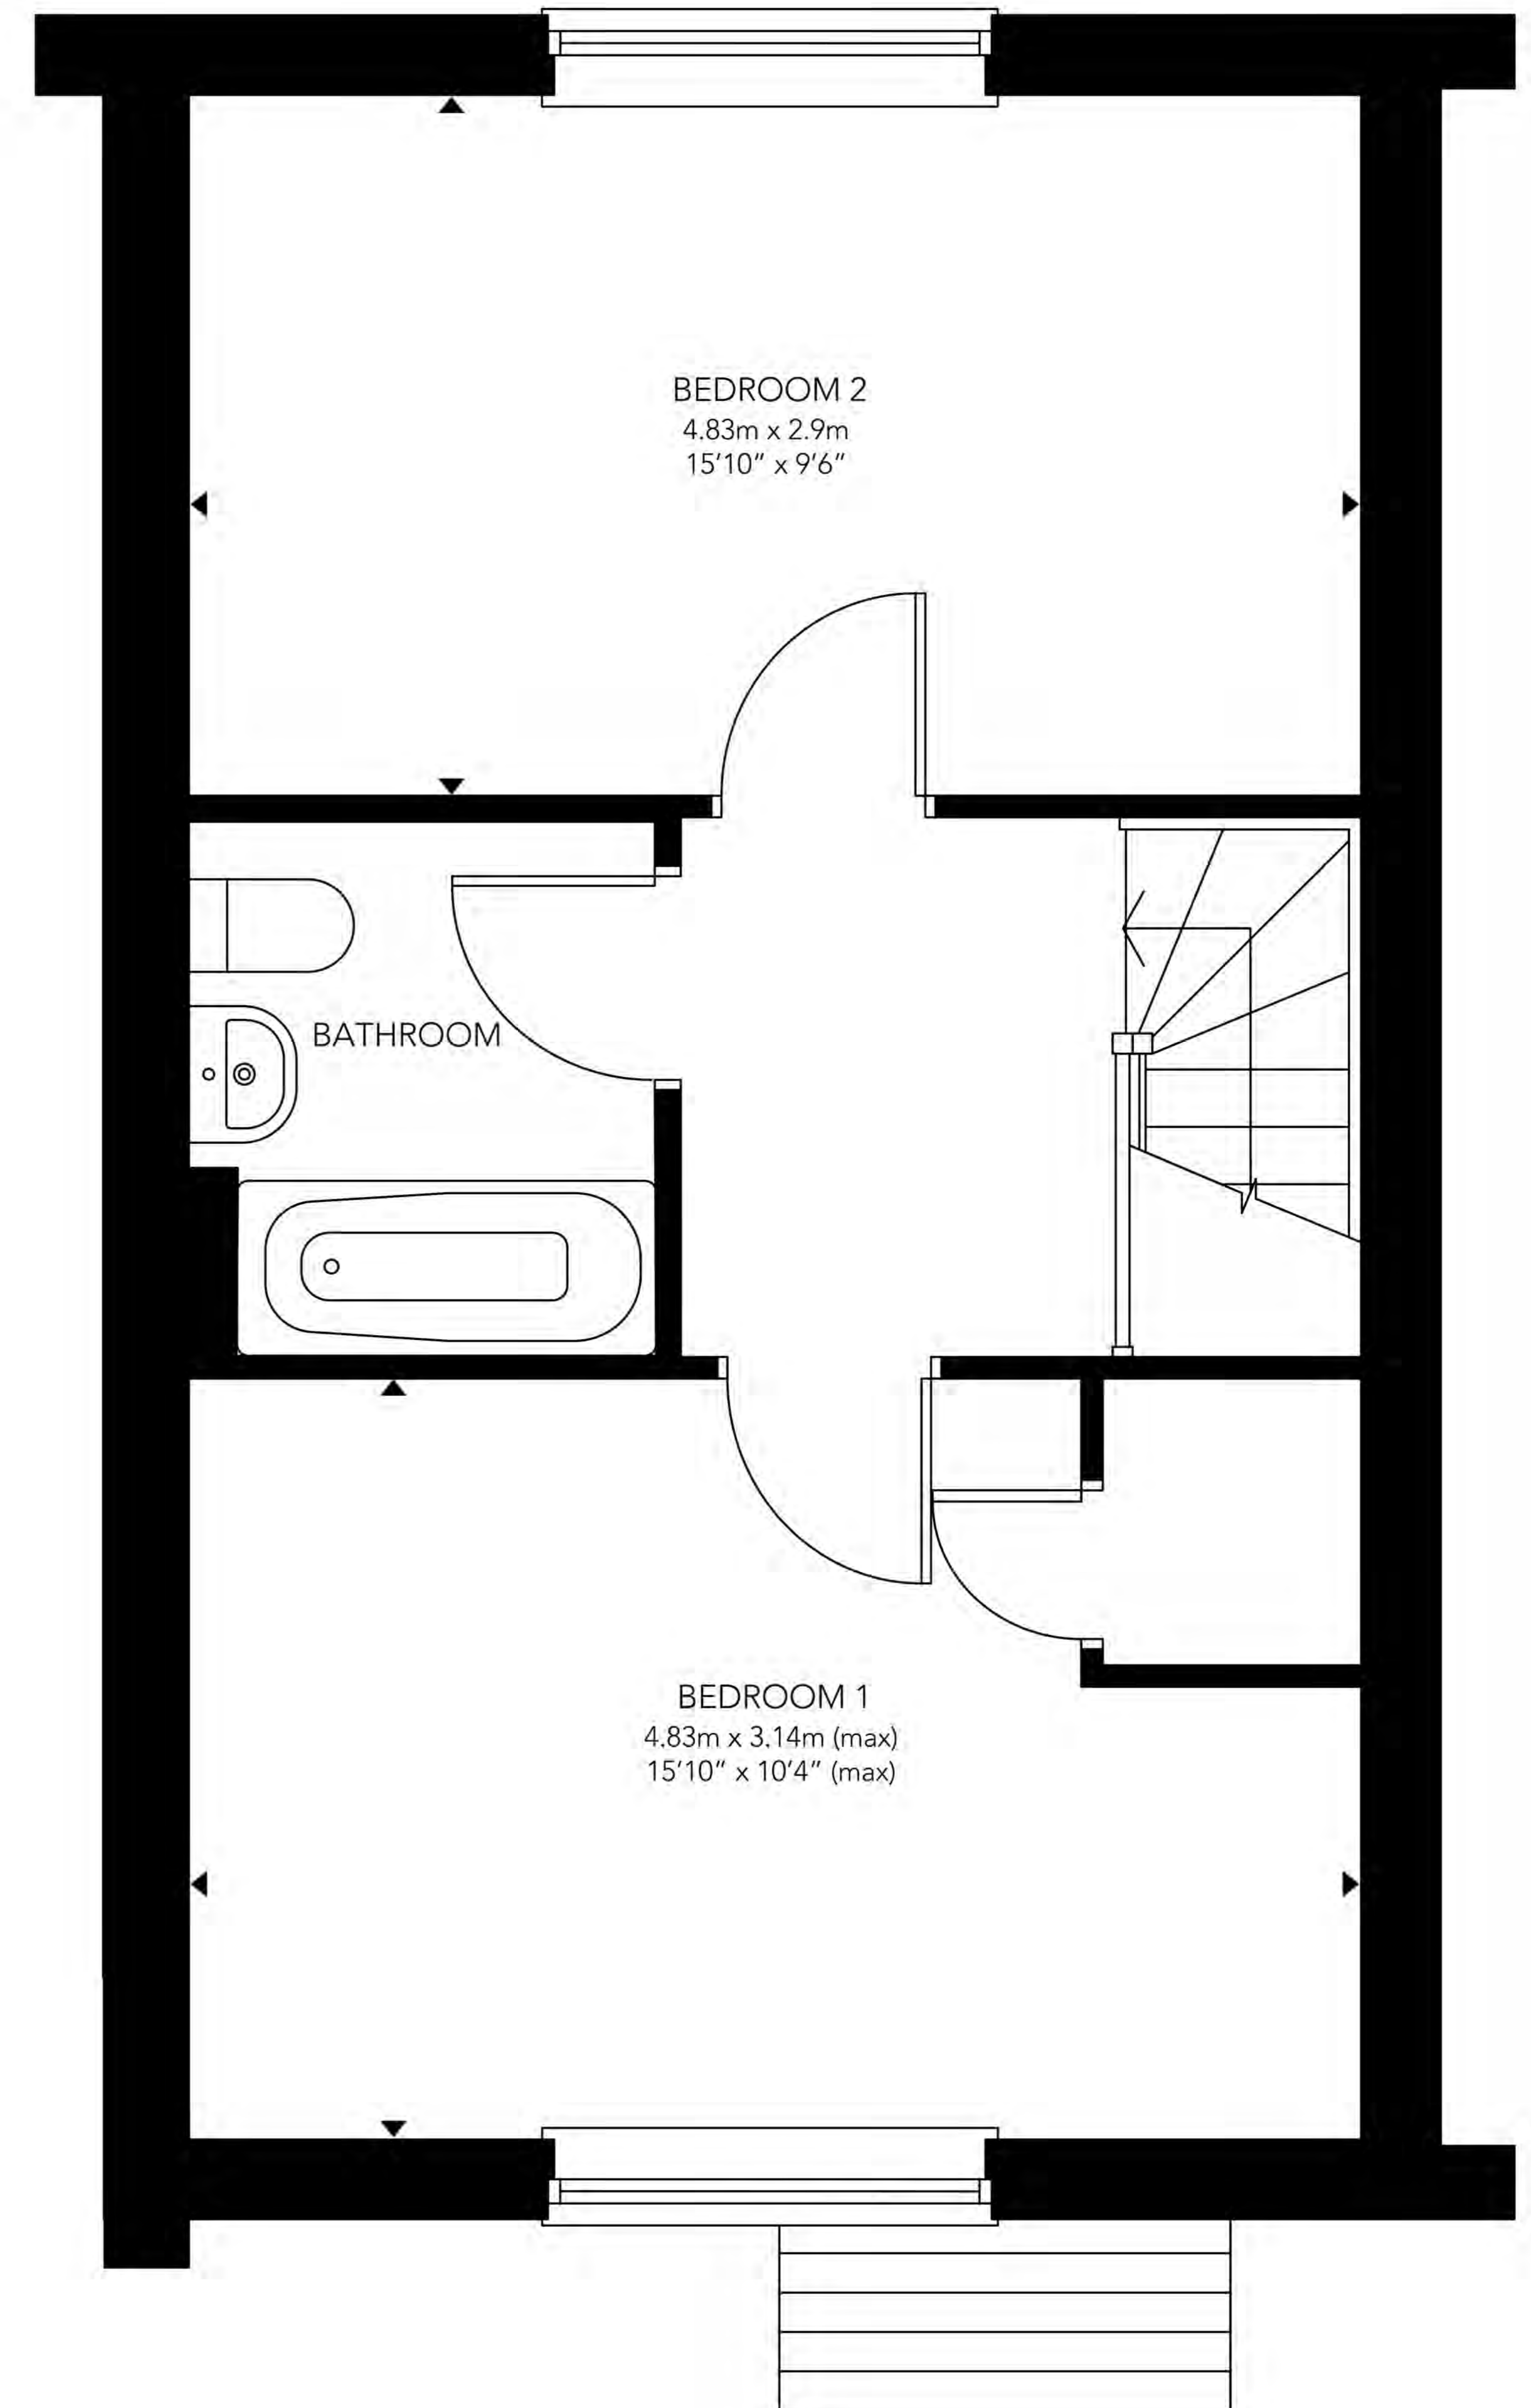 BEDROOM 2
4.83m x 2.9m
15’10” x 9’6”
BATHROOM
BEDROOM 1
4.83m x 3.14m (max)
15’10” x 10’4” (max)